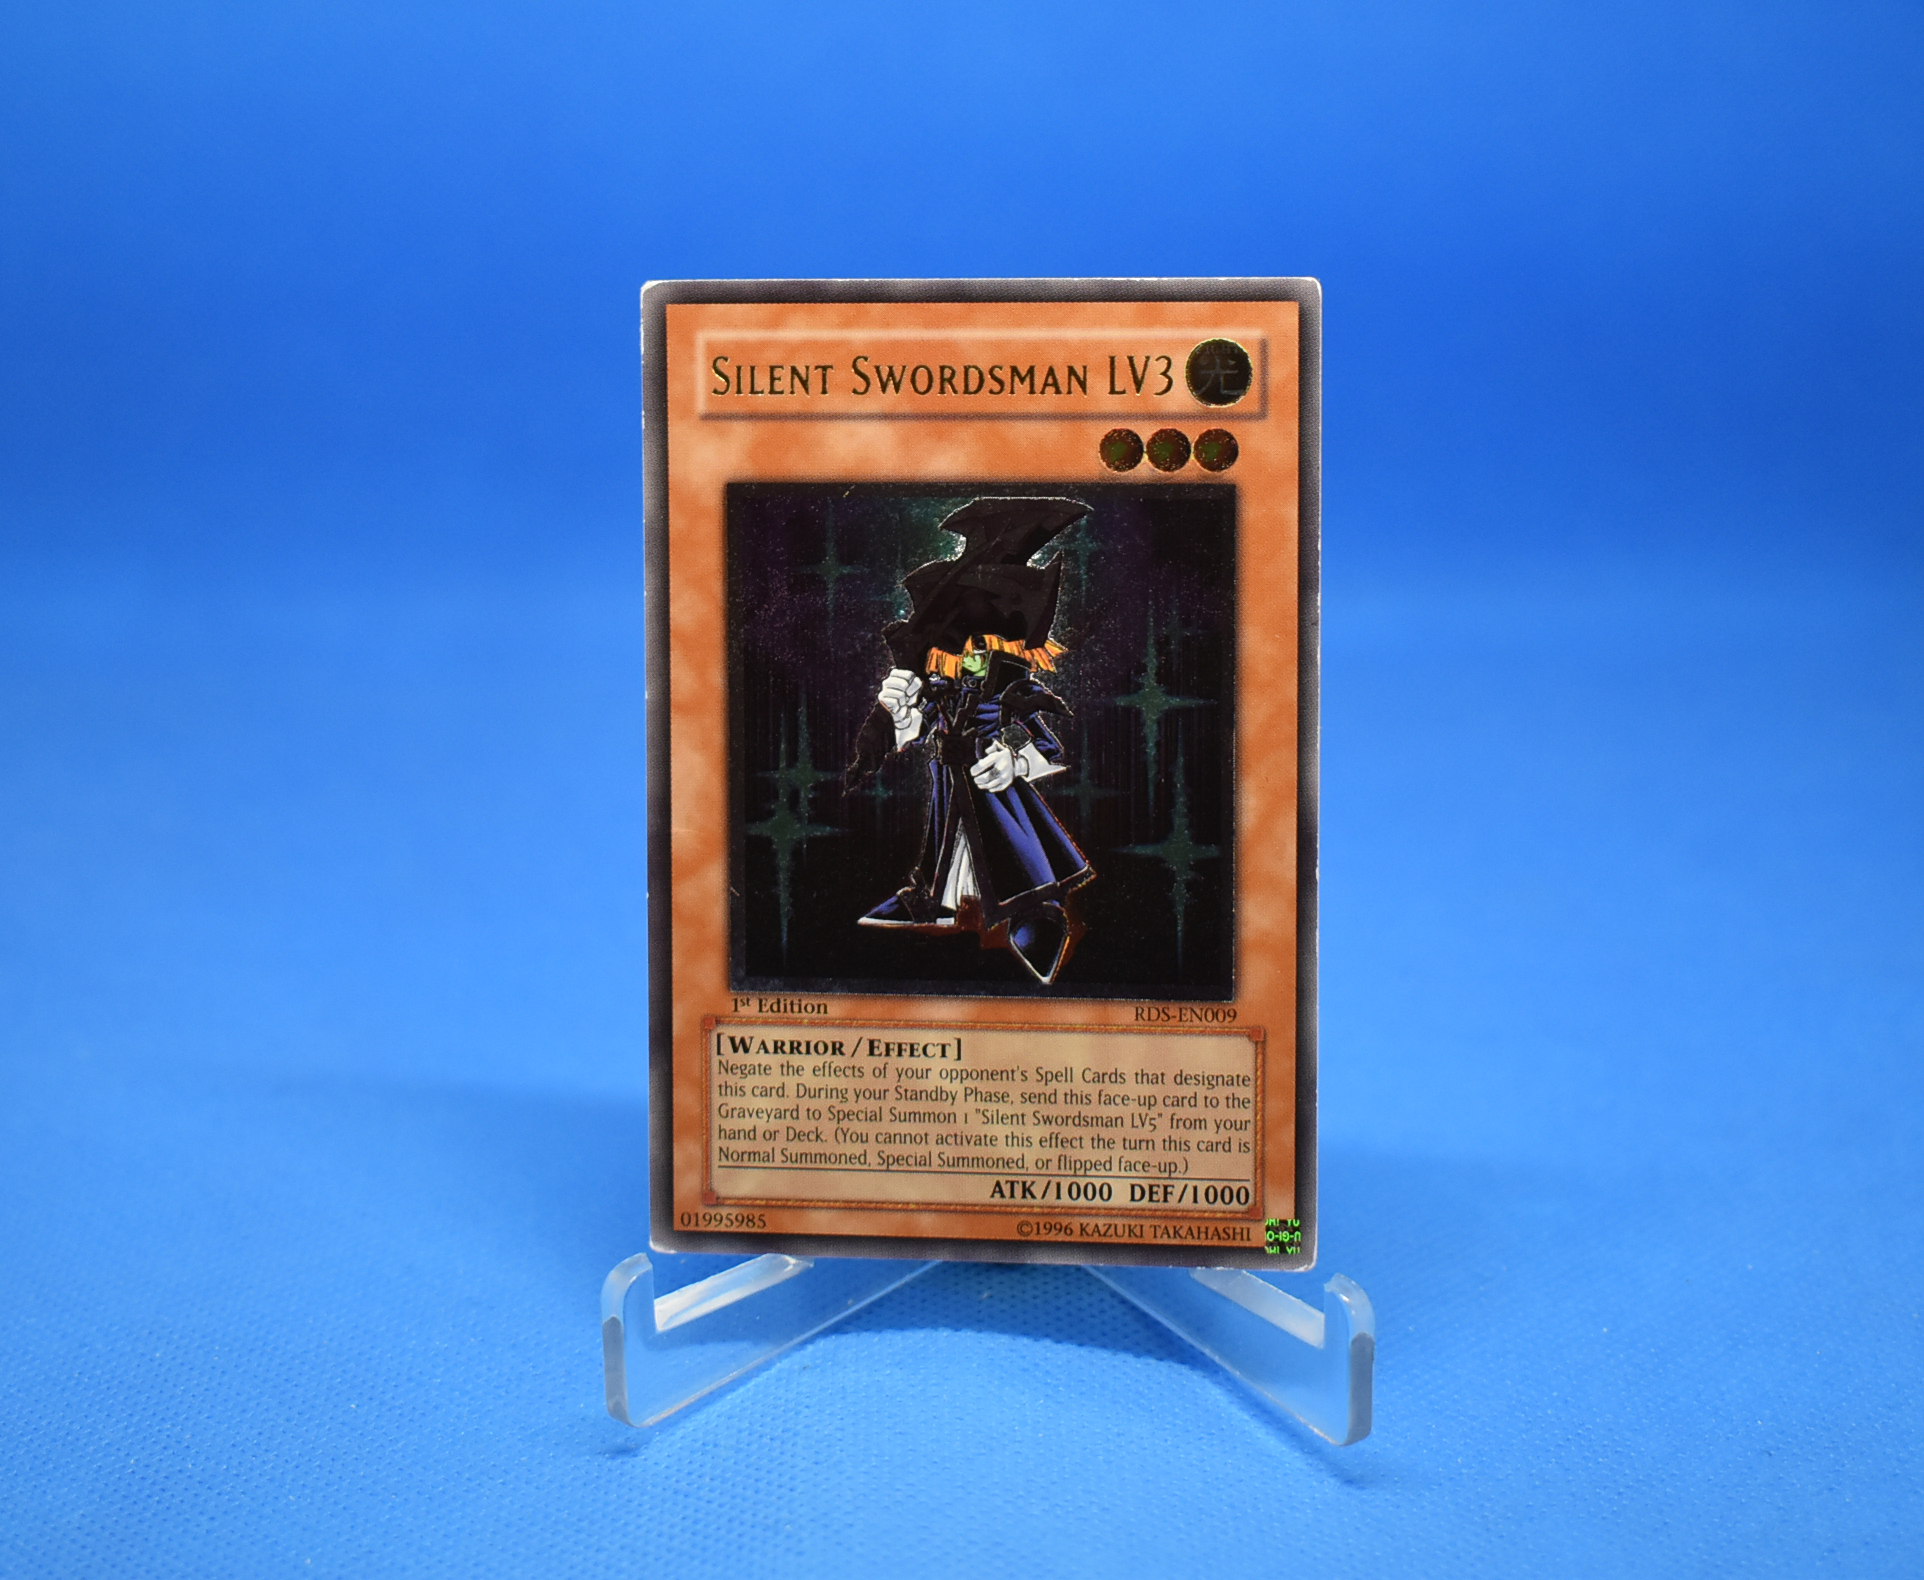 SILENT SWORDSMAN LV3
光
1st Edition
RDS-EN009
[WARRIOR/EFFECT]
Negate the effects of your opponent's Spell Cards that designate
this card. During your Standby Phase, send this face-up card to the
Graveyard to Special Summon 1 "Silent Swordsman LV5" from your
hand or Deck. (You cannot activate this effect the turn this card is
Normal Summoned, Special Summoned, or flipped face-up.)
ATK/1000 DEF/1000
01995985
©1996 KAZUKI TAKAHASHI